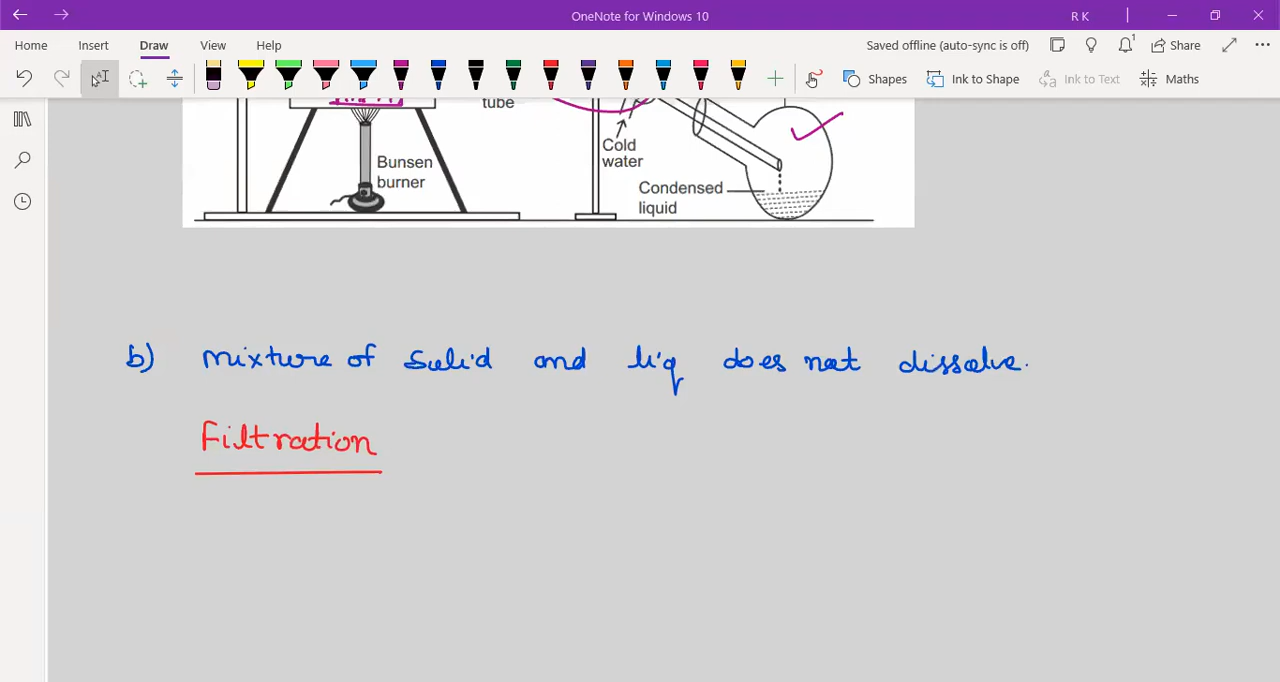 OneNote for Windows 10
R K
Home Insert Draw View Help
Saved offline (auto-sync is off)
1
Share
Shapes
Ink to Shape
Ink to Text
Maths
tube
Cold
water
Bunsen
burner
Condensed
liquid
b) Mixture of Solid and liq does not dissolve.
Filtration